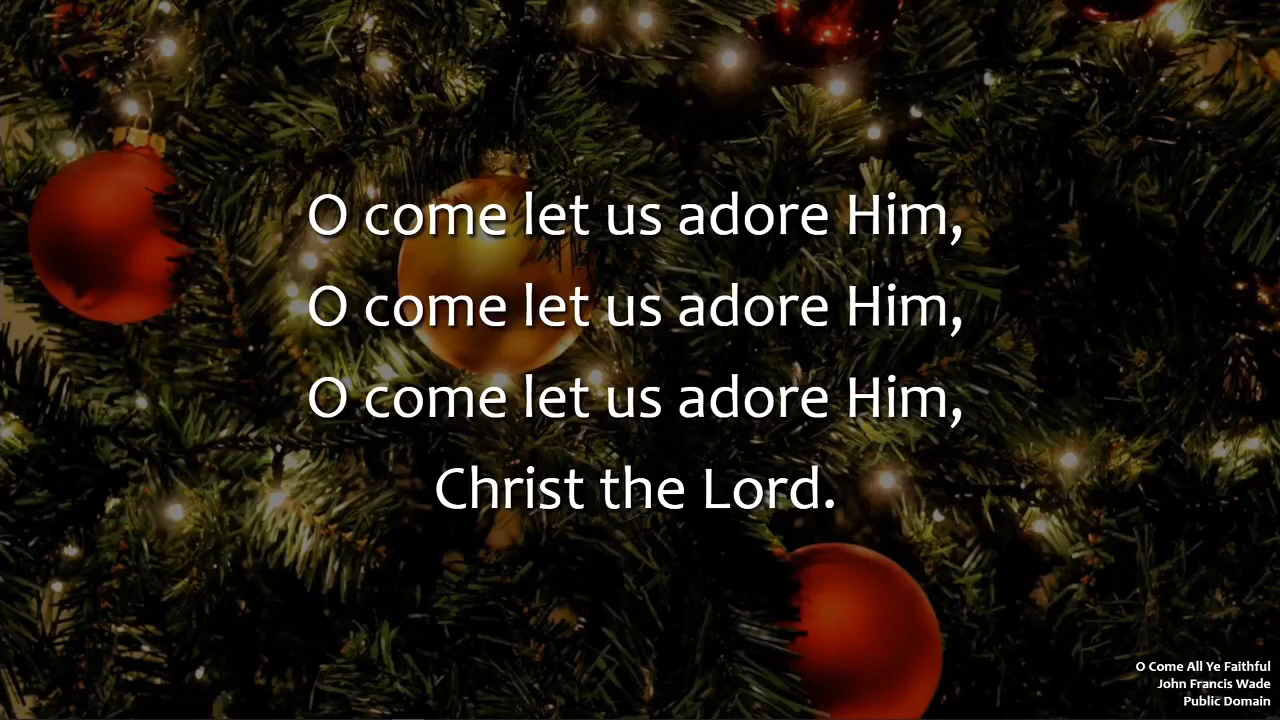 O come let us adore Him,
O come let us adore Him,
O come let us adore Him,
Christ the Lord.
O Come All Ye Faithful
John Francis Wade
Public Domain